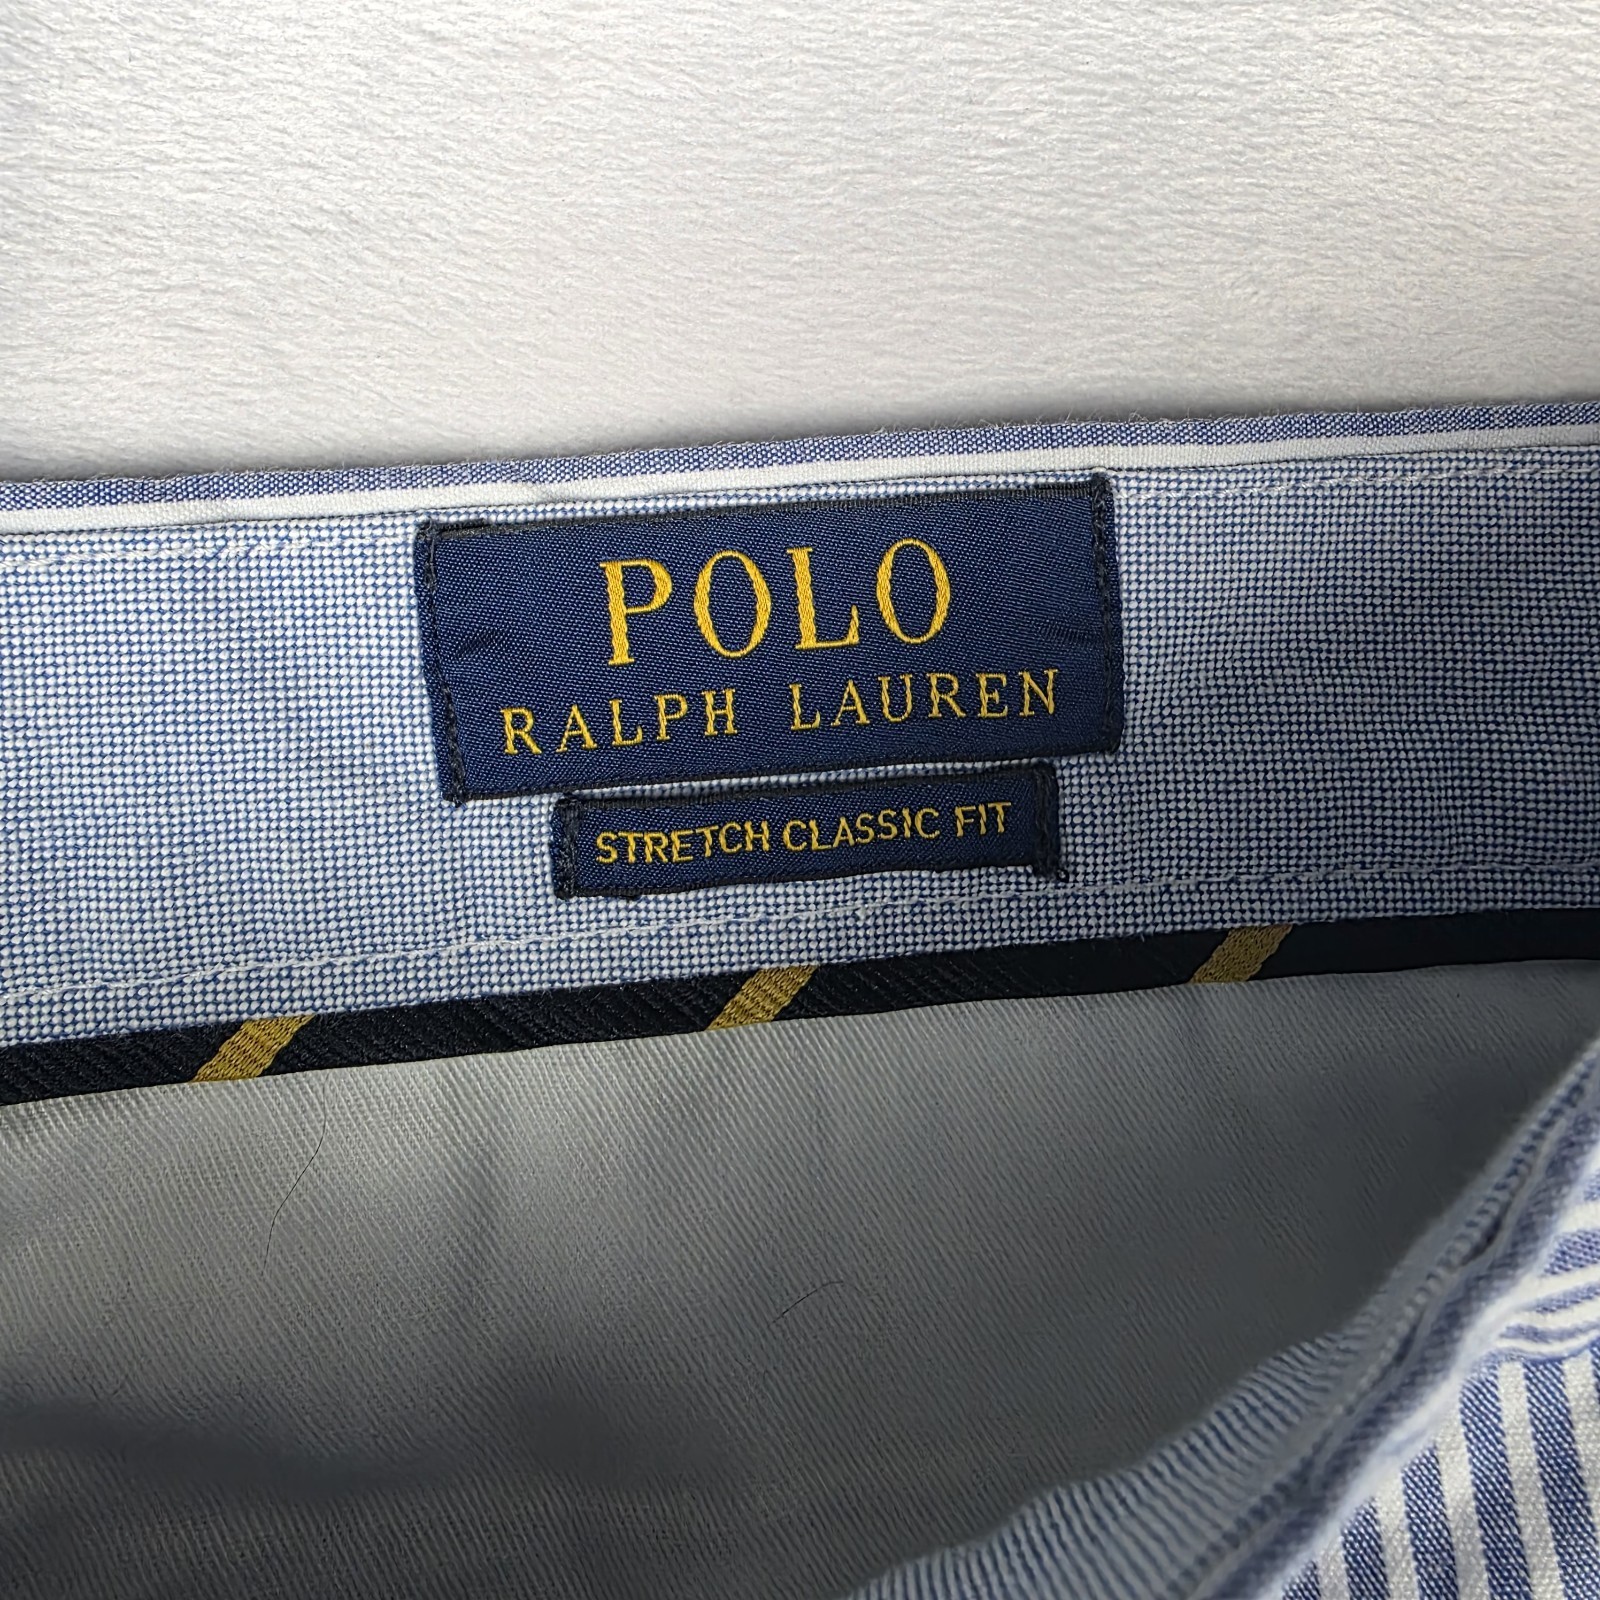 POLO
RALPH LAUREN
STRETCH CLASSIC FIT